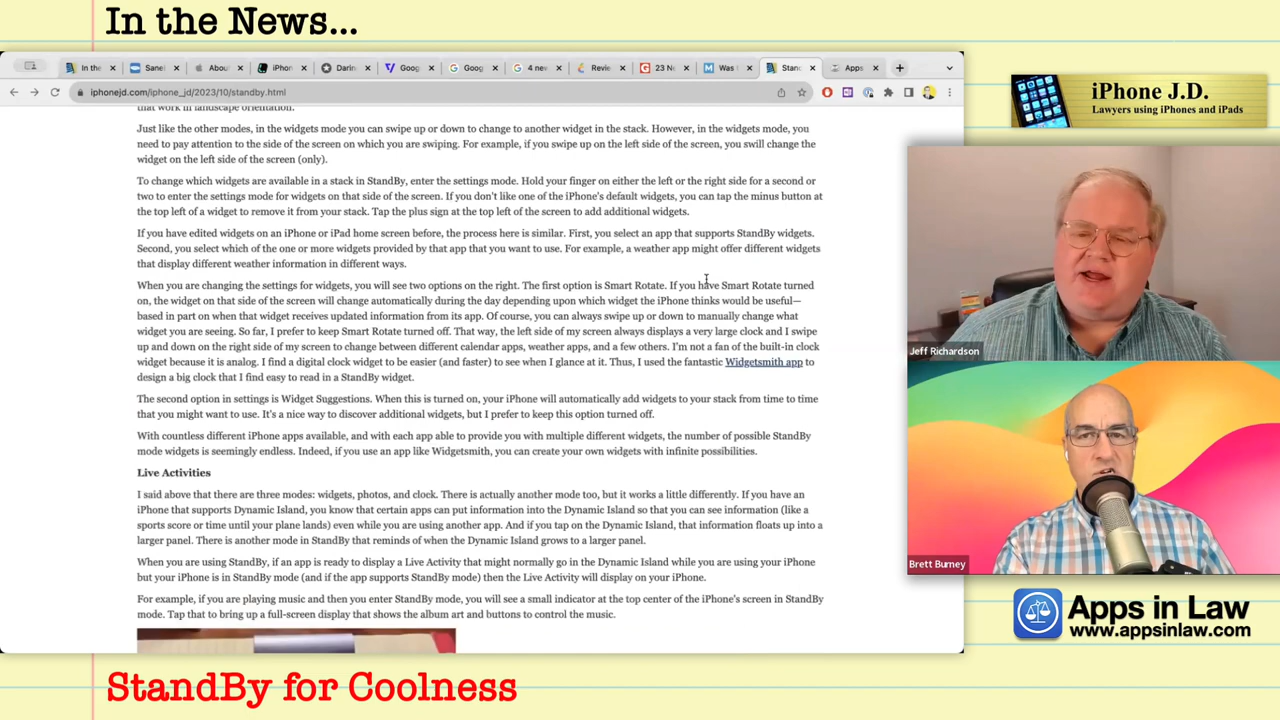 In the News...
In the
Sanei
Abou
iPhon
Darin
Goog
Goog
4 nev
Revie
23 N
Was I
Stand
Apps
iphonejd.com/iphone_jd/2023/10/standby.html
that work in landscape orientation.
Just like the other modes, in the widgets mode you can swipe up or down to change to another widget in the stack. However, in the widgets mode, you
need to pay attention to the side of the screen on which you are swiping. For example, if you swipe up on the left side of the screen, you swill change the
widget on the left side of the screen (only).
To change which widgets are available in a stack in StandBy, enter the settings mode. Hold your finger on either the left or the right side for a second or
two to enter the settings mode for widgets on that side of the screen. If you don't like one of the iPhone's default widgets, you can tap the minus button at
the top left of a widget to remove it from your stack. Tap the plus sign at the top left of the screen to add additional widgets.
If you have edited widgets on an iPhone or iPad home screen before, the process here is similar. First, you select an app that supports StandBy widgets.
Second, you select which of the one or more widgets provided by that app that you want to use. For example, a weather app might offer different widgets
that display different weather information in different ways.
When you are changing the settings for widgets, you will see two options on the right. The first option is Smart Rotate. If you have Smart Rotate turned
on, the widget on that side of the screen will change automatically during the day depending upon which widget the iPhone thinks would be useful—
based in part on when that widget receives updated information from its app. Of course, you can always swipe up or down to manually change what
widget you are seeing. So far, I prefer to keep Smart Rotate turned off. That way, the left side of my screen always displays a very large clock and I swipe
up and down on the right side of my screen to change between different calendar apps, weather apps, and a few others. I'm not a fan of the built-in clock
widget because it is analog. I find a digital clock widget to be easier (and faster) to see when I glance at it. Thus, I used the fantastic Widgetsmith app to
design a big clock that I find easy to read in a StandBy widget.
The second option in settings is Widget Suggestions. When this is turned on, your iPhone will automatically add widgets to your stack from time to time
that you might want to use. It's a nice way to discover additional widgets, but I prefer to keep this option turned off.
With countless different iPhone apps available, and with each app able to provide you with multiple different widgets, the number of possible StandBy
mode widgets is seemingly endless. Indeed, if you use an app like Widgetsmith, you can create your own widgets with infinite possibilities.
Live Activities
I said above that there are three modes: widgets, photos, and clock. There is actually another mode too, but it works a little differently. If you have an
iPhone that supports Dynamic Island, you know that certain apps can put information into the Dynamic Island so that you can see information (like a
sports score or time until your plane lands) even while you are using another app. And if you tap on the Dynamic Island, that information floats up into a
larger panel. There is another mode in StandBy that reminds of when the Dynamic Island grows to a larger panel.
When you are using StandBy, if an app is ready to display a Live Activity that might normally go in the Dynamic Island while you are using your iPhone
but your iPhone is in StandBy mode (and if the app supports StandBy mode) then the Live Activity will display on your iPhone.
For example, if you are playing music and then you enter StandBy mode, you will see a small indicator at the top center of the iPhone's screen in StandBy
mode. Tap that to bring up a full-screen display that shows the album art and buttons to control the music.
iPhone J.D.
Lawyers using iPhones and iPads
Jeff Richardson
Brett Burney
Apps in Law
www.appsinlaw.com
StandBy for Coolness